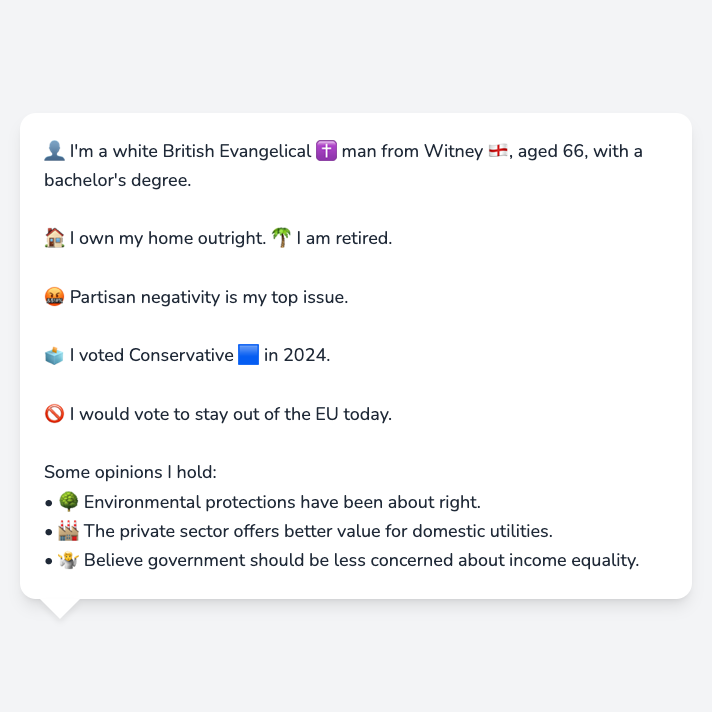 👤 I'm a white British Evangelical ✝️ man from Witney 🏴󠁧󠁢󠁥󠁮󠁧󠁿, aged 66, with a
bachelor's degree.
🏠 I own my home outright. 🌴 I am retired.
🤬 Partisan negativity is my top issue.
🗳️ I voted Conservative 🟦 in 2024.
🚫 I would vote to stay out of the EU today.
Some opinions I hold:
• 🌳 Environmental protections have been about right.
• 🏭 The private sector offers better value for domestic utilities.
• 🤷 Believe government should be less concerned about income equality.